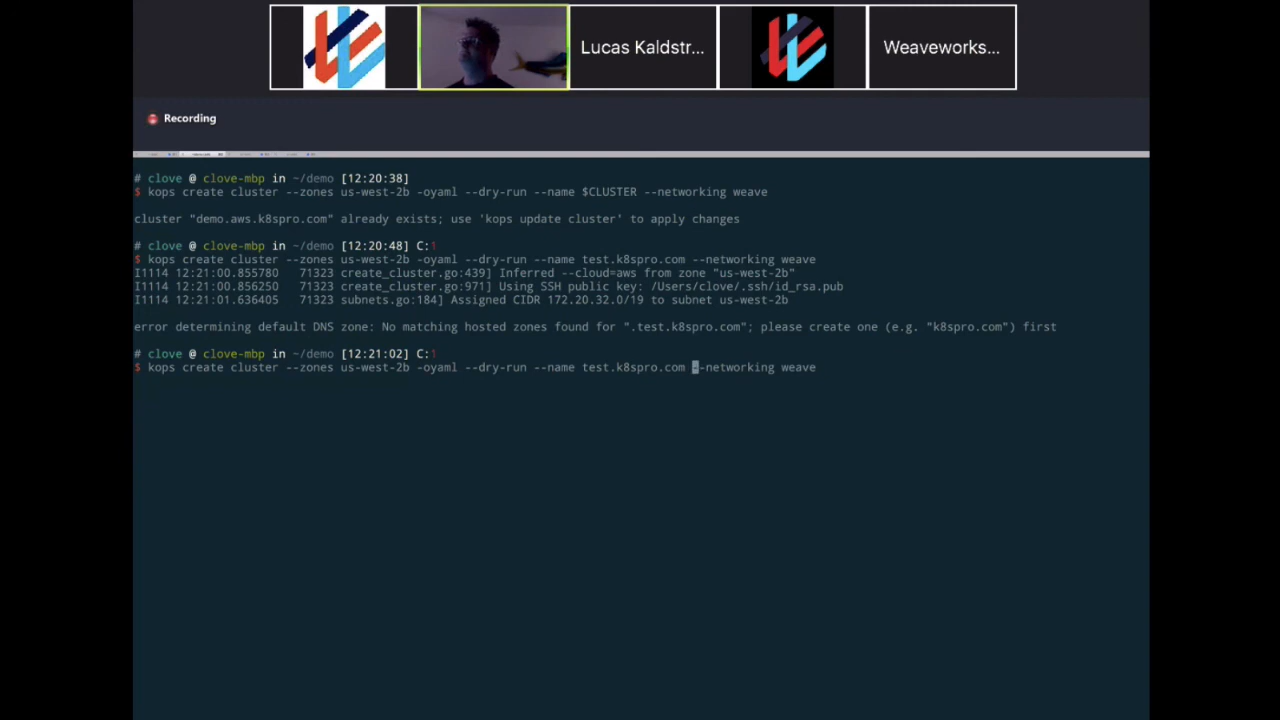 Lucas Kaldstr...
Weaveworks...
Recording
# clove @ clove-mbp in ~/demo [12:20:38]
$ kops create cluster --zones us-west-2b -oyaml --dry-run --name $CLUSTER --networking weave
cluster "demo.aws.k8spro.com" already exists; use 'kops update cluster' to apply changes
# clove @ clove-mbp in ~/demo [12:20:48] C:1
$ kops create cluster --zones us-west-2b -oyaml --dry-run --name test.k8spro.com --networking weave
I1114 12:21:00.855780   71323 create_cluster.go:439] Inferred --cloud=aws from zone "us-west-2b"
I1114 12:21:00.856250   71323 create_cluster.go:971] Using SSH public key: /Users/clove/.ssh/id_rsa.pub
I1114 12:21:01.636405   71323 subnets.go:184] Assigned CIDR 172.20.32.0/19 to subnet us-west-2b
error determining default DNS zone: No matching hosted zones found for ".test.k8spro.com"; please create one (e.g. "k8spro.com") first
# clove @ clove-mbp in ~/demo [12:21:02] C:1
$ kops create cluster --zones us-west-2b -oyaml --dry-run --name test.k8spro.com --networking weave